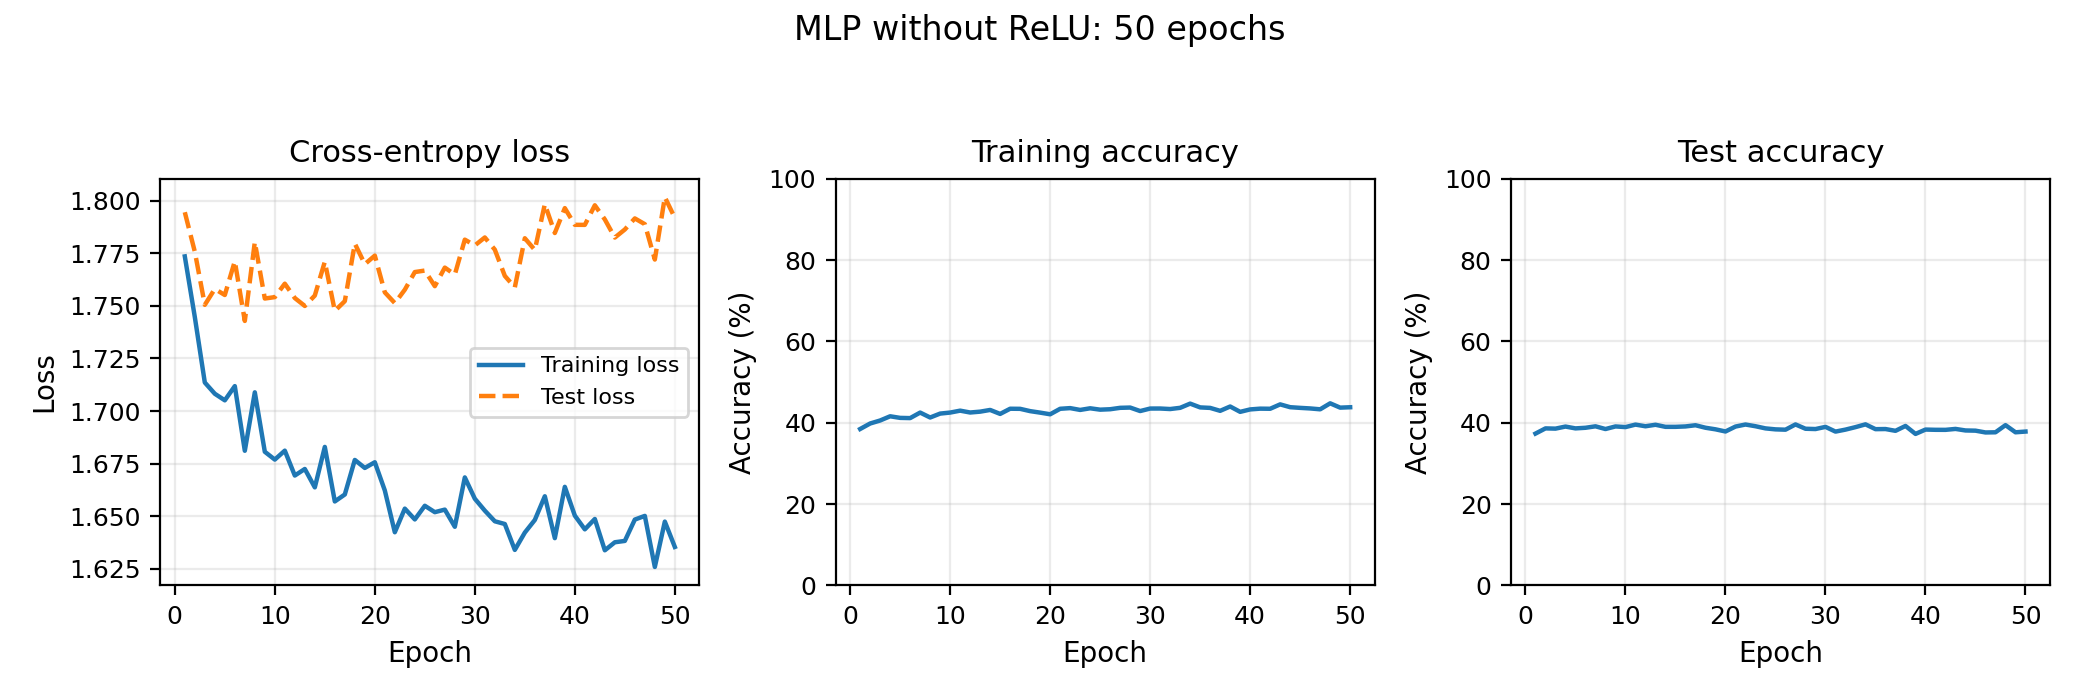 MLP without ReLU: 50 epochs
Cross-entropy loss
1.800
1.775
1.750
1.725
1.700
1.675
1.650
1.625
Loss
Training loss
Test loss
0 10 20 30 40 50
Epoch
Training accuracy
100
80
60
40
20
0
Accuracy (%)
0 10 20 30 40 50
Epoch
Test accuracy
100
80
60
40
20
0
Accuracy (%)
0 10 20 30 40 50
Epoch